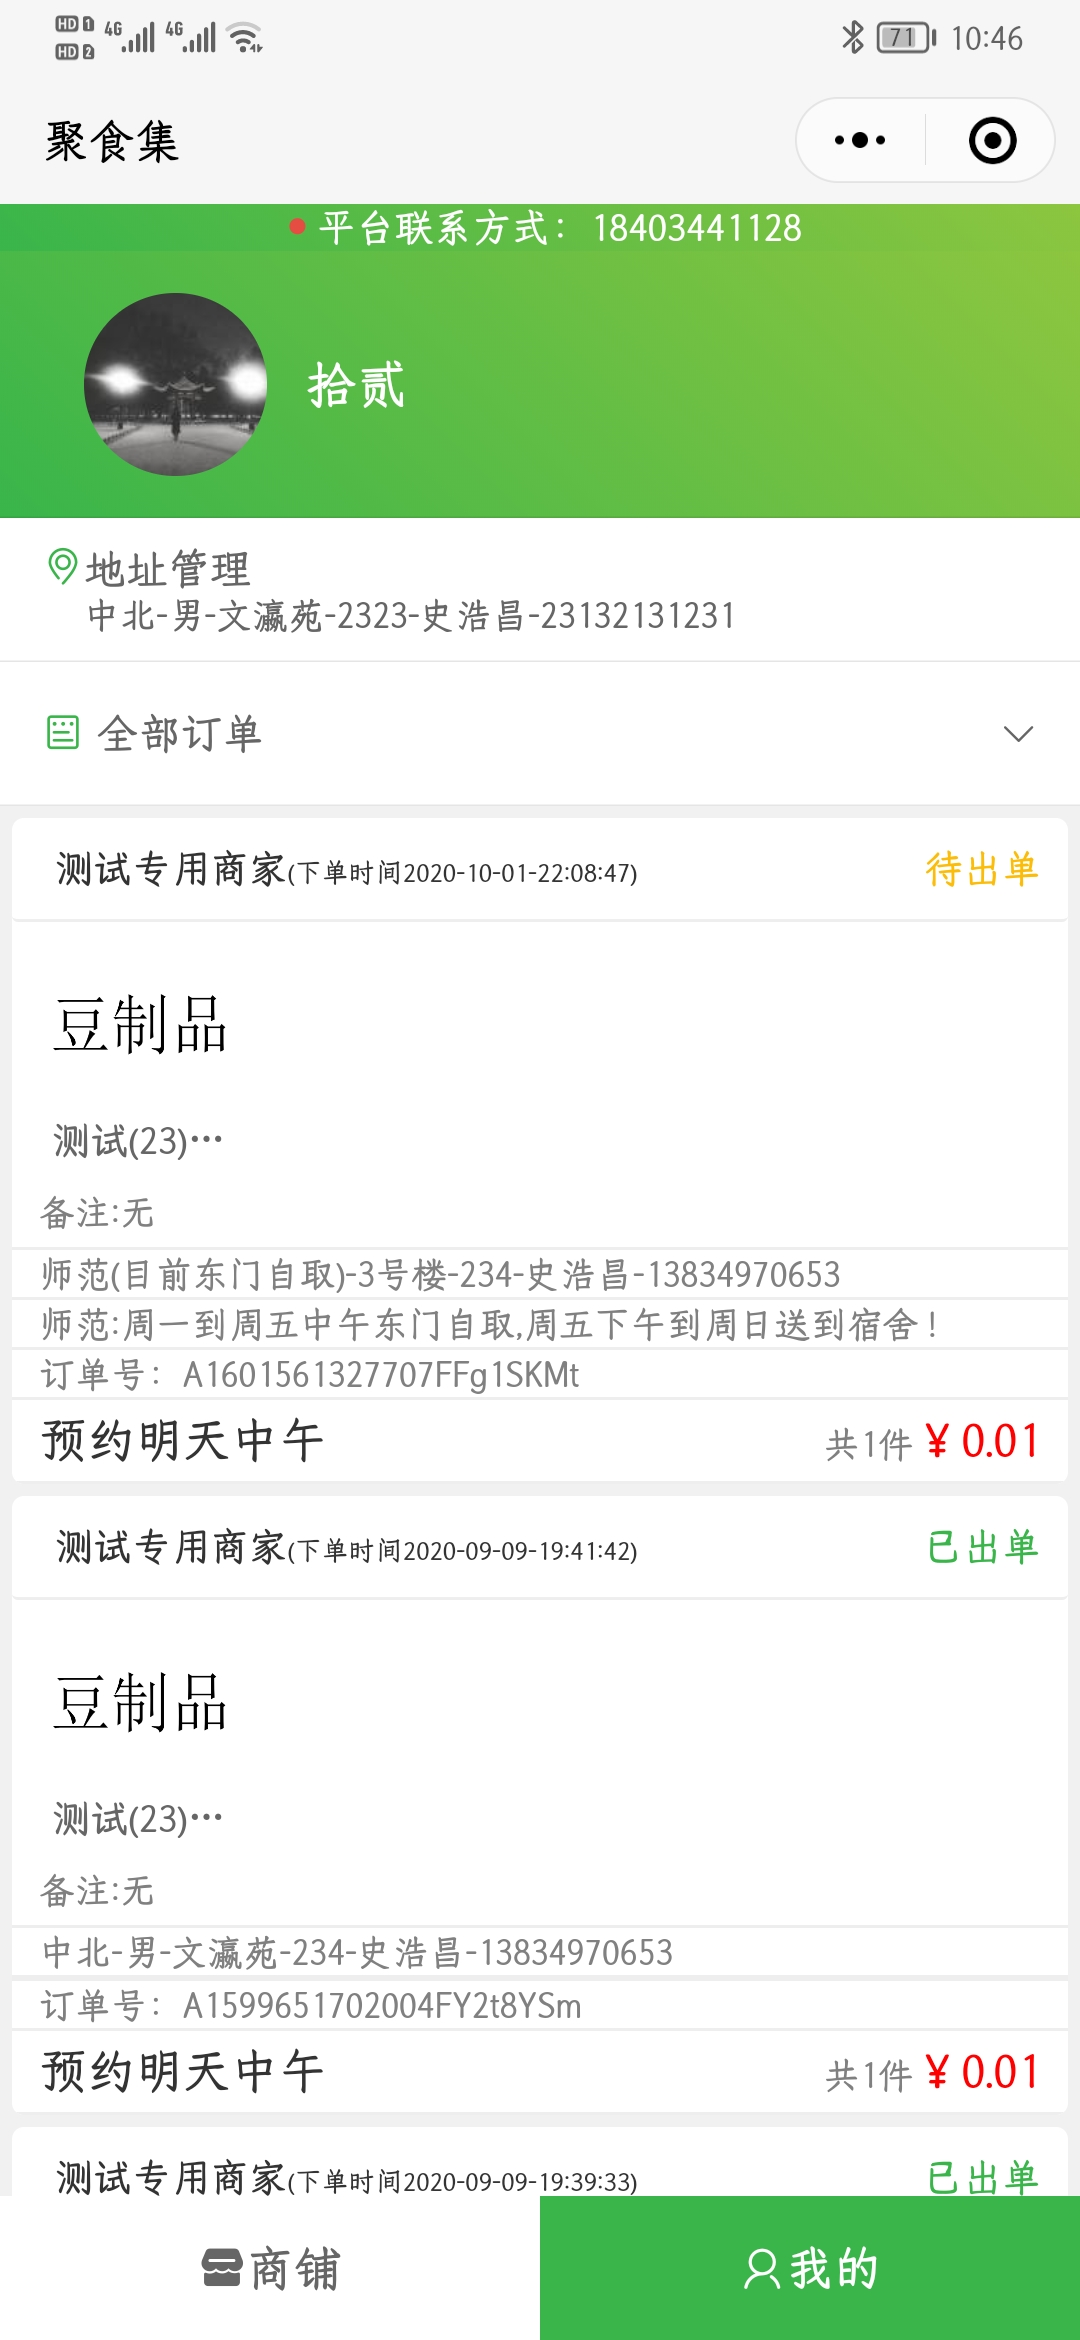 HD 1 4G 4G
HD 2
71 10:46
聚食集
平台联系方式：18403441128
拾贰
地址管理
中北-男-文瀛苑-2323-史浩昌-23132131231
全部订单
测试专用商家(下单时间2020-10-01-22:08:47) 待出单
豆制品
测试(23)···
备注:无
师范(目前东门自取)-3号楼-234-史浩昌-13834970653
师范:周一到周五中午东门自取,周五下午到周日送到宿舍！
订单号：A1601561327707FFg1SKMt
预约明天中午 共1件 ¥ 0.01
测试专用商家(下单时间2020-09-09-19:41:42) 已出单
豆制品
测试(23)···
备注:无
中北-男-文瀛苑-234-史浩昌-13834970653
订单号：A1599651702004FY2t8YSm
预约明天中午 共1件 ¥ 0.01
测试专用商家(下单时间2020-09-09-19:39:33) 已出单
商铺 我的